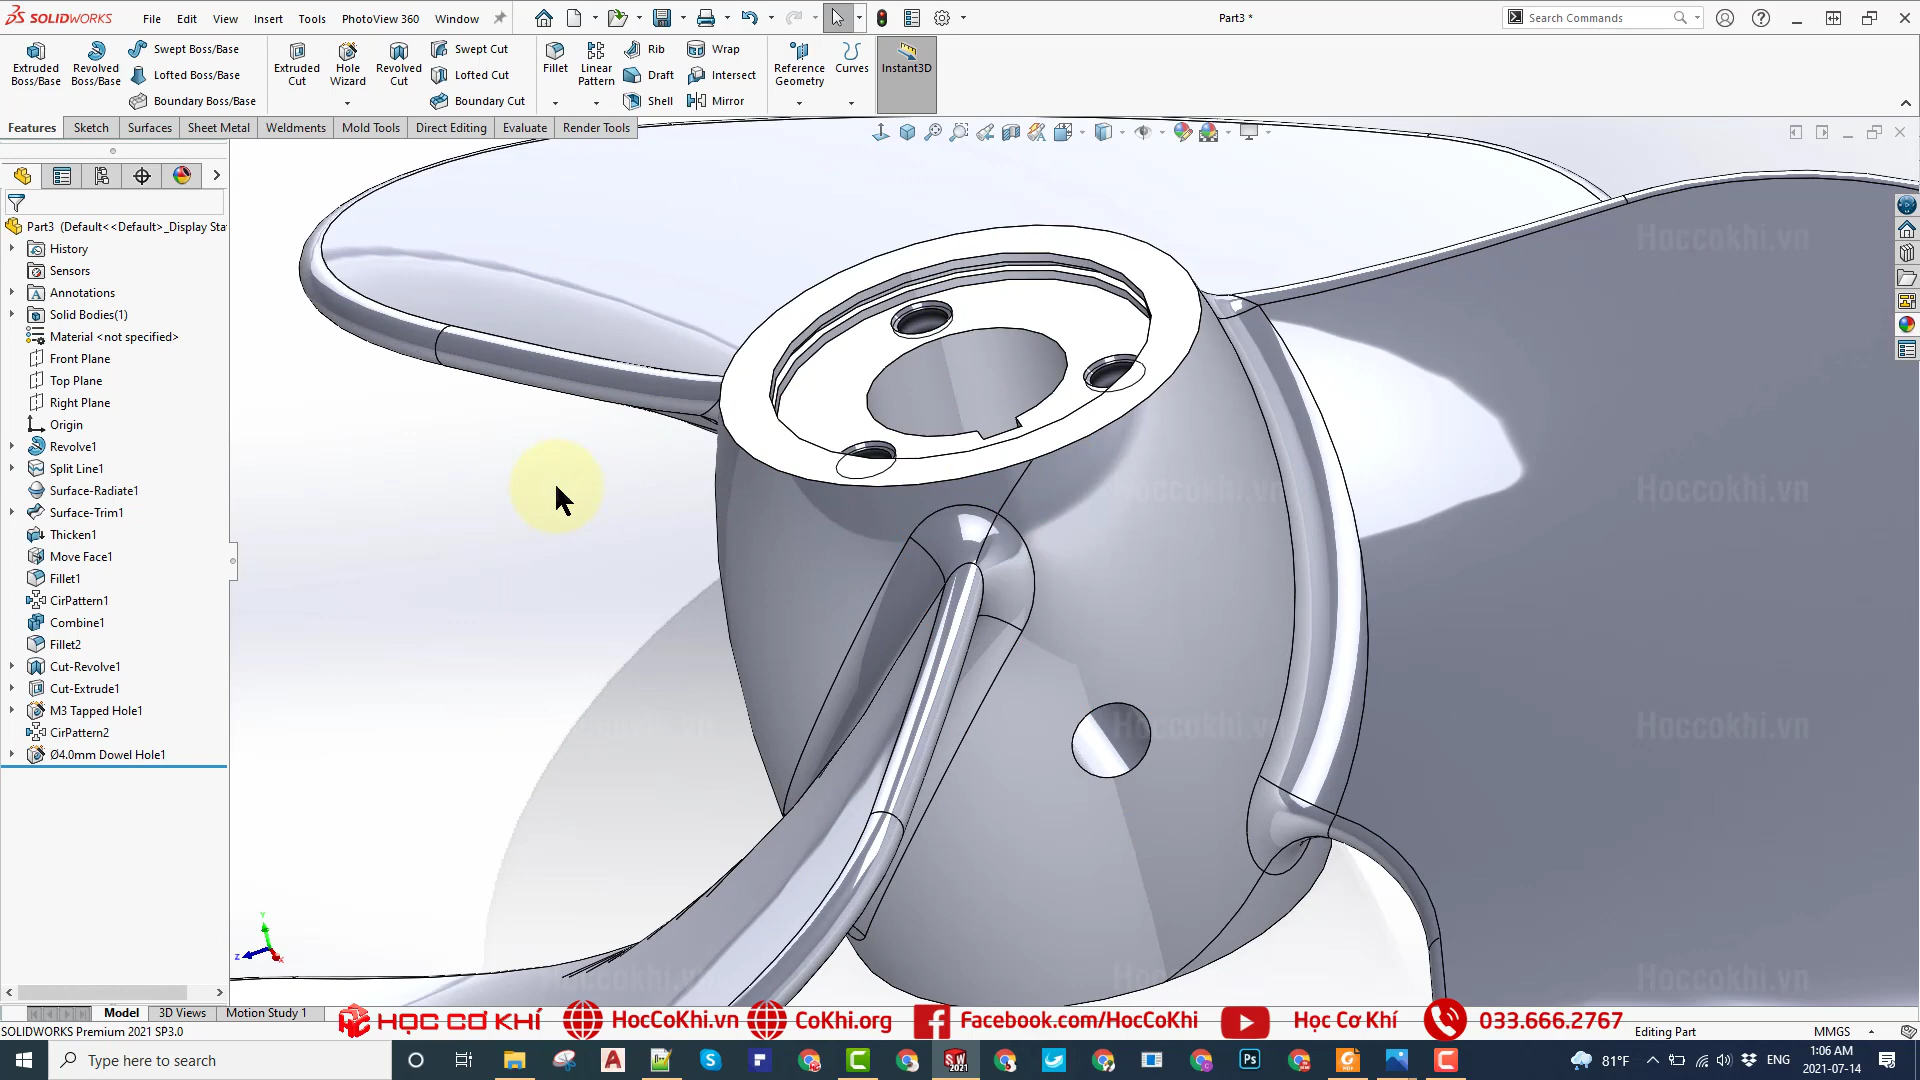 SOLIDWORKS File Edit View Insert Tools PhotoView 360 Window
Part3 *
Search Commands
Extruded Boss/Base
Revolved Boss/Base
Swept Boss/Base
Lofted Boss/Base
Boundary Boss/Base
Extruded Cut
Hole Wizard
Revolved Cut
Swept Cut
Lofted Cut
Boundary Cut
Fillet
Linear Pattern
Rib
Draft
Shell
Wrap
Intersect
Mirror
Reference Geometry
Curves
Instant3D
Features Sketch Surfaces Sheet Metal Weldments Mold Tools Direct Editing Evaluate Render Tools
Part3 (Default<<Default>_Display Sta
History
Sensors
Annotations
Solid Bodies(1)
Material <not specified>
Front Plane
Top Plane
Right Plane
Origin
Revolve1
Split Line1
Surface-Radiate1
Surface-Trim1
Thicken1
Move Face1
Fillet1
CirPattern1
Combine1
Fillet2
Cut-Revolve1
Cut-Extrude1
M3 Tapped Hole1
CirPattern2
Ø4.0mm Dowel Hole1
Hoccokhi.vn
Hoccokhi.vn
Hoccokhi.vn
Hoccokhi.vn
Hoccokhi.vn
Hoccokhi.vn
Y
Z
X
Model 3D Views Motion Study 1
HỌC CƠ KHÍ HocCoKhi.vn CoKhi.org Facebook.com/HocCoKhi Học Cơ Khí 033.666.2767
SOLIDWORKS Premium 2021 SP3.0
Editing Part
MMGS
Type here to search
81°F
ENG
1:06 AM
2021-07-14